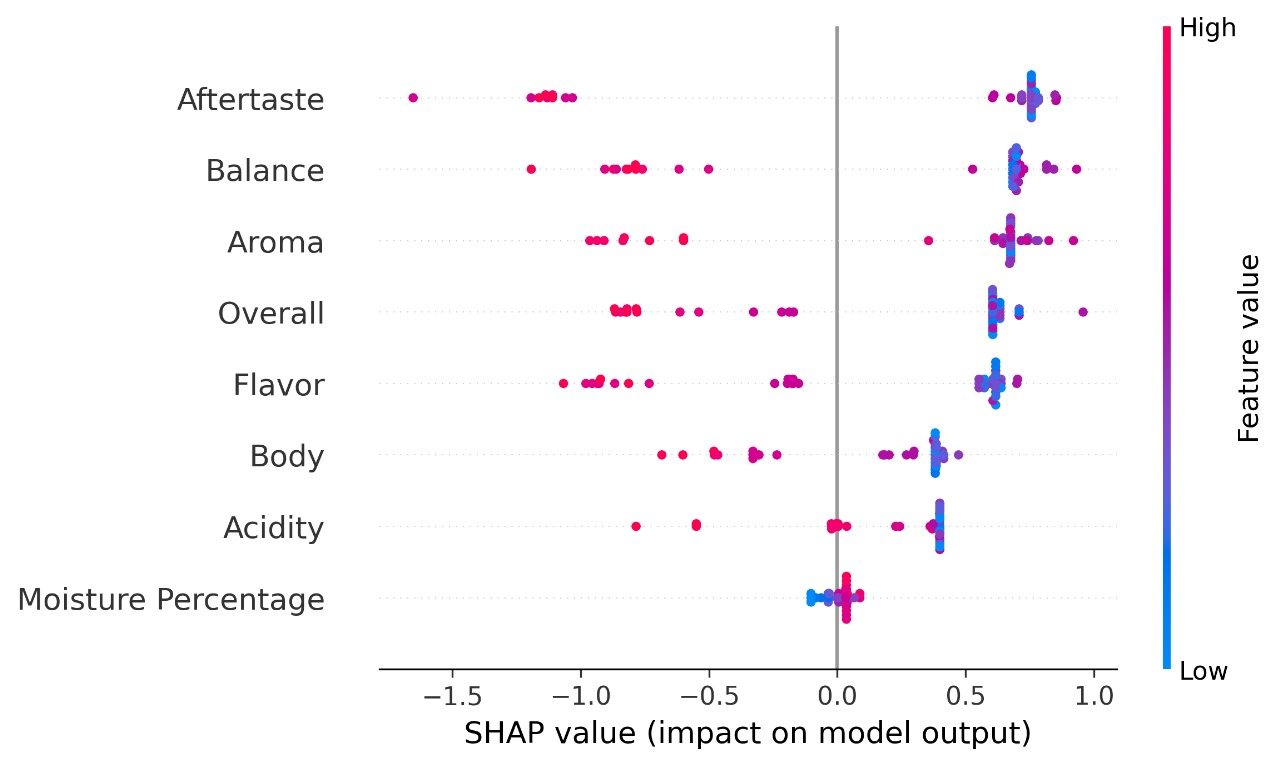 High
Aftertaste
Balance
Aroma
Overall
Flavor
Body
Acidity
Moisture Percentage
Feature value
Low
−1.5 −1.0 −0.5 0.0 0.5 1.0
SHAP value (impact on model output)